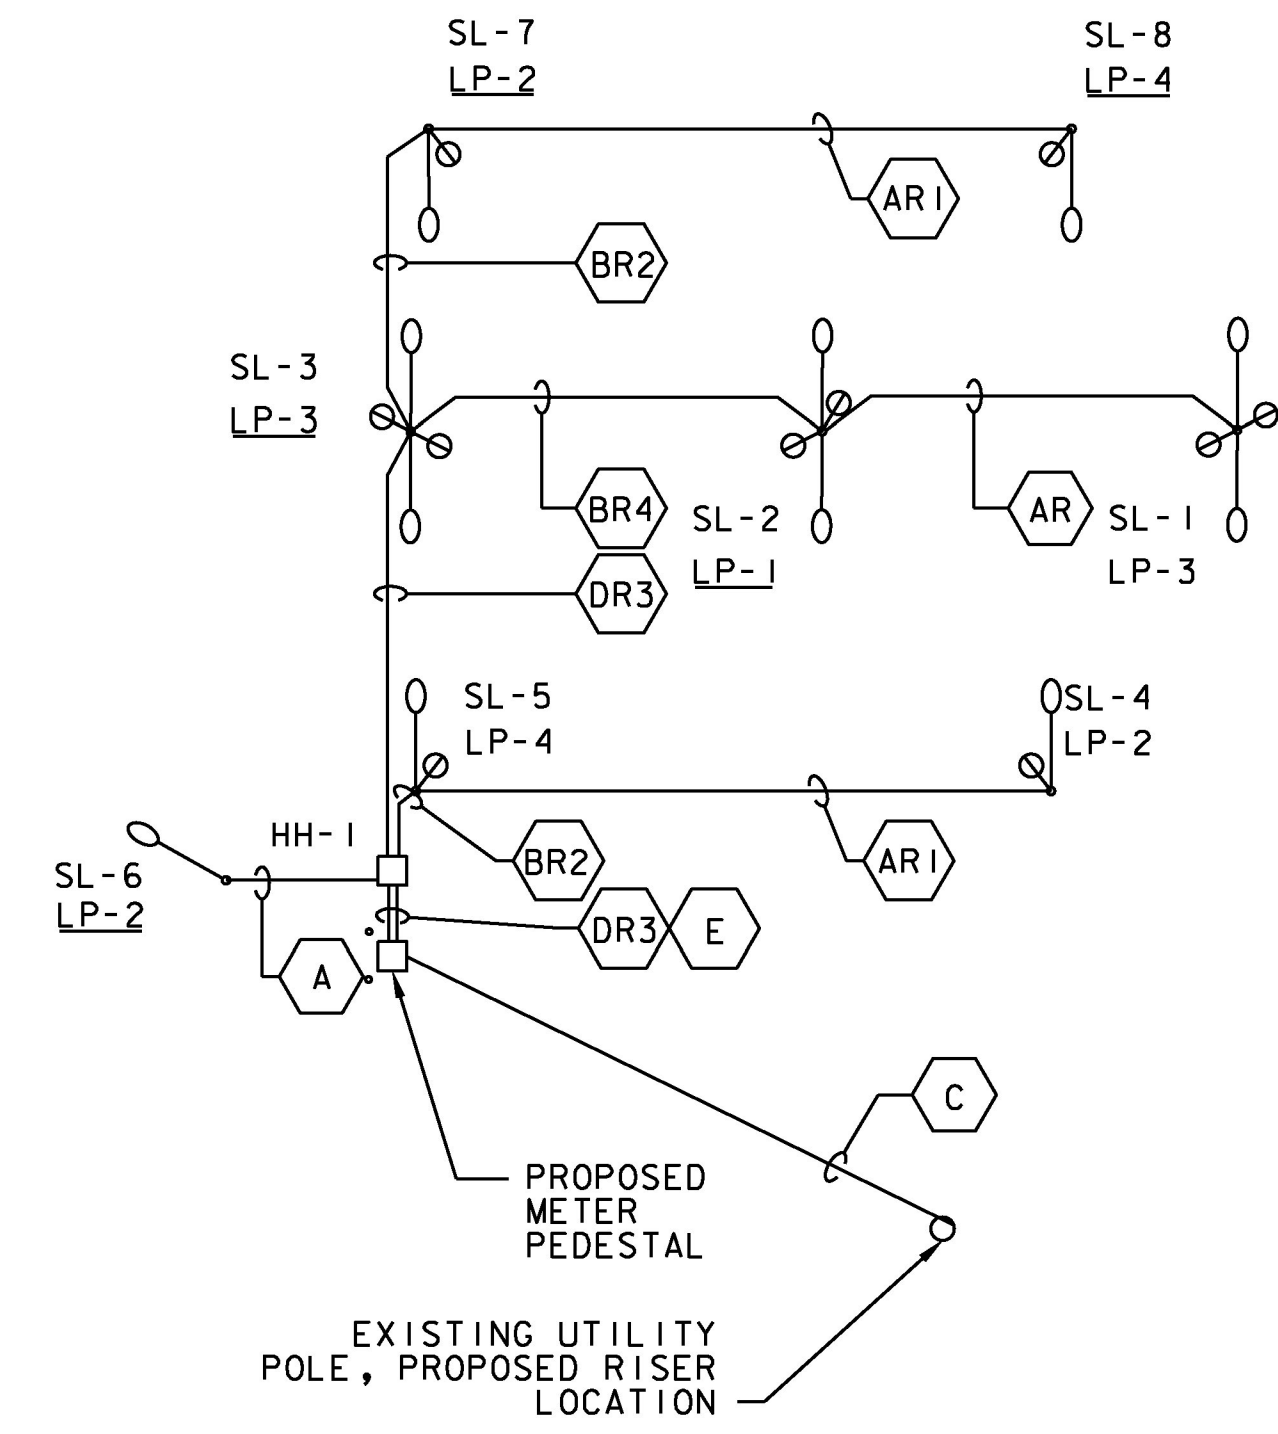 SL-7
LP-2
SL-8
LP-4
AR1
BR2
SL-3
LP-3
BR4
SL-2
LP-1
AR
SL-1
LP-3
DR3
SL-5
LP-4
SL-4
LP-2
HH-1
BR2
AR1
SL-6
LP-2
DR3
E
A
C
PROPOSED
METER
PEDESTAL
EXISTING UTILITY
POLE, PROPOSED RISER
LOCATION